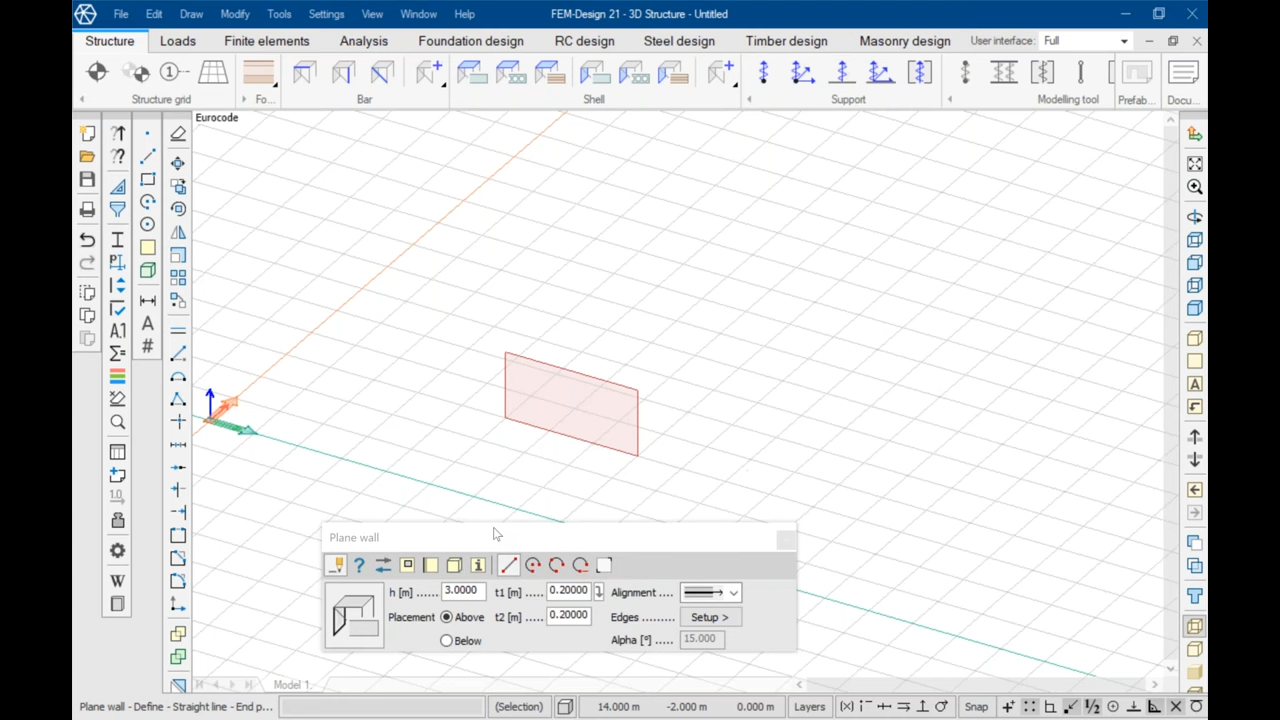 File Edit Draw Modify Tools Settings View Window Help
FEM-Design 21 - 3D Structure - Untitled
Structure Loads Finite elements Analysis Foundation design RC design Steel design Timber design Masonry design User interface: Full
Structure grid Fo... Bar Shell Support Modelling tool Prefab... Docu...
Eurocode
Plane wall
h [m] ...... 3.0000 t1 [m] ..... 0.20000 Alignment ....
Placement Above t2 [m] ..... 0.20000 Edges ......... Setup >
Below Alpha [°] ..... 15.000
Model 1.
Plane wall - Define - Straight line - End p... (Selection) 14.000 m -2.000 m 0.000 m Layers Snap